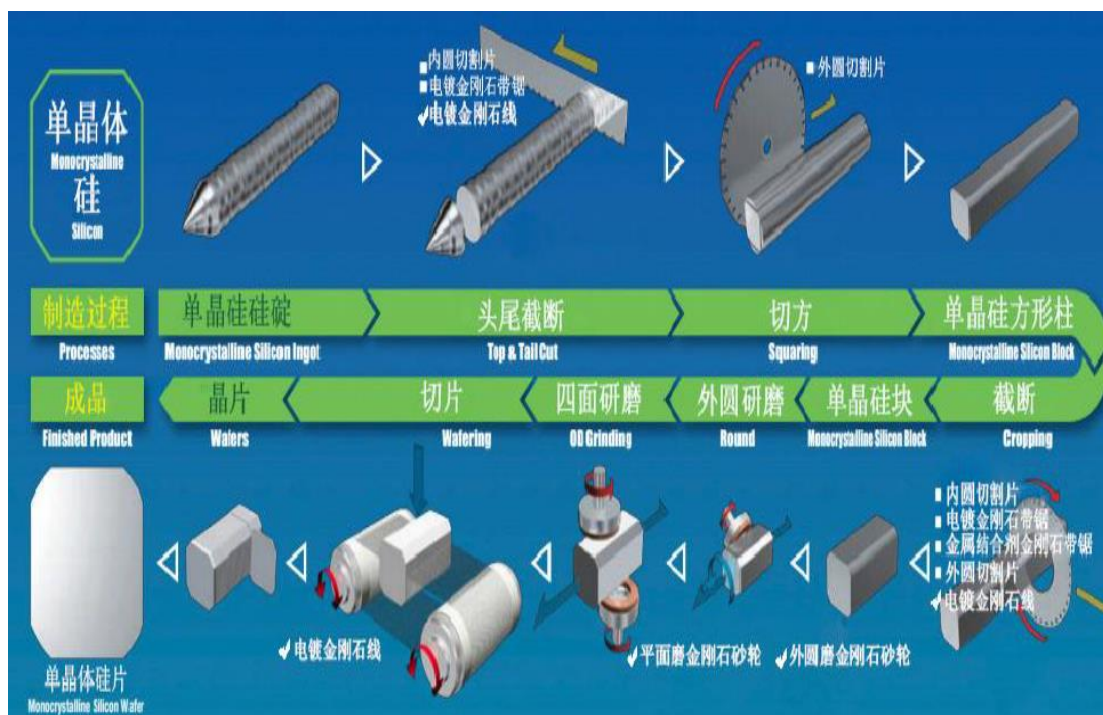 单晶体
Monocrystalline
硅
Silicon
■内圆切割片
■电镀金刚石带锯
✓电镀金刚石线
■外圆切割片
制造过程
Processes
单晶硅硅碇
Monocrystalline Silicon Ingot
头尾截断
Top & Tail Cut
切方
Squaring
单晶硅方形柱
Monocrystalline Silicon Block
成品
Finished Product
晶片
Wafers
切片
Wafering
四面研磨
OD Grinding
外圆研磨
Round
单晶硅块
Monocrystalline Silicon Block
截断
Cropping
■内圆切割片
■电镀金刚石带锯
■金属结合剂金刚石带锯
■外圆切割片
✓电镀金刚石线
✓电镀金刚石线
✓平面磨金刚石砂轮
✓外圆磨金刚石砂轮
单晶体硅片
Monocrystalline Silicon Wafer